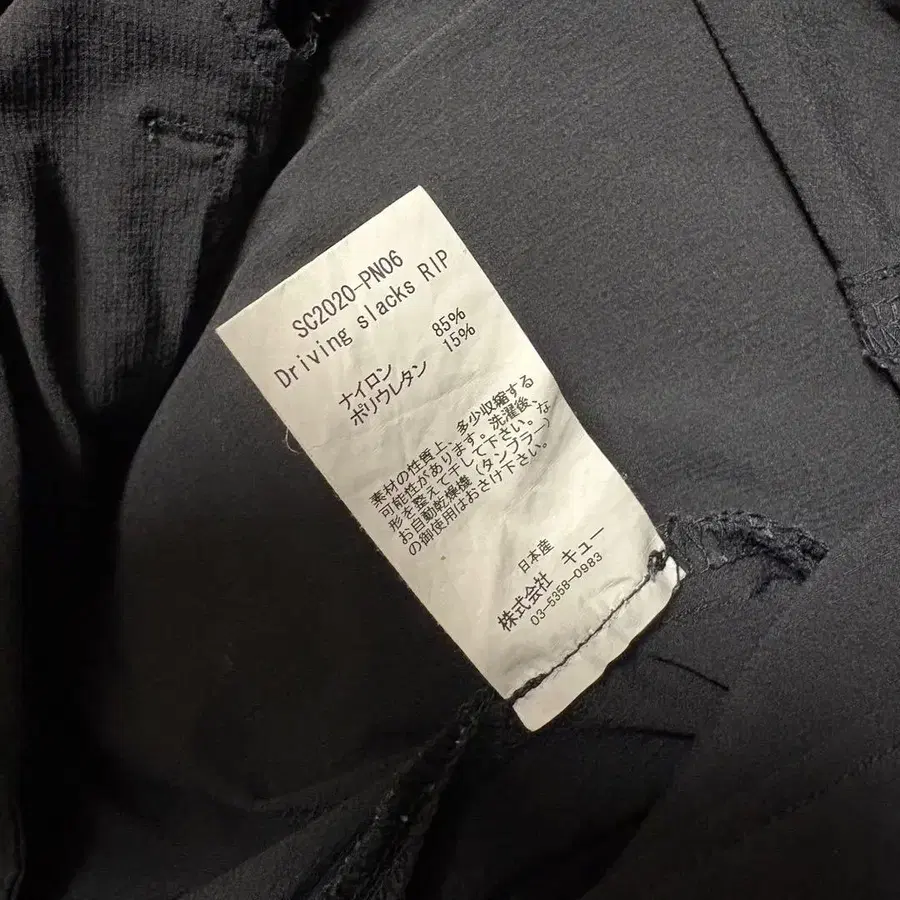 SC2020-PN06
Driving slacks RIP
ナイロン 85%
ポリウレタン 15%
素材の性質上、多少収縮する
可能性があります。洗濯後、
形を整えて干して下さい。な
お自動乾燥機（タンブラー）
の御使用はおさけ下さい。
日本産
株式会社 キュー
03-5358-0983